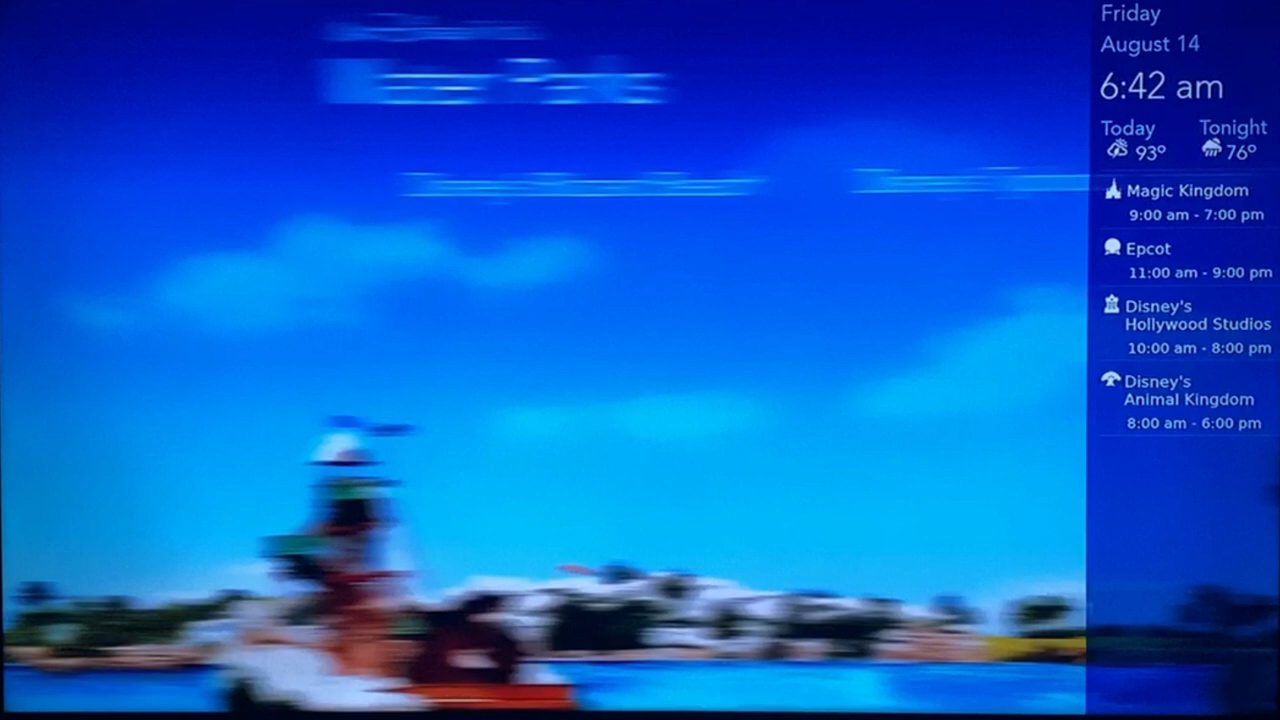 Friday
August 14
6:42 am
Today Tonight
93° 76°
Magic Kingdom
9:00 am - 7:00 pm
Epcot
11:00 am - 9:00 pm
Disney's
Hollywood Studios
10:00 am - 8:00 pm
Disney's
Animal Kingdom
8:00 am - 6:00 pm